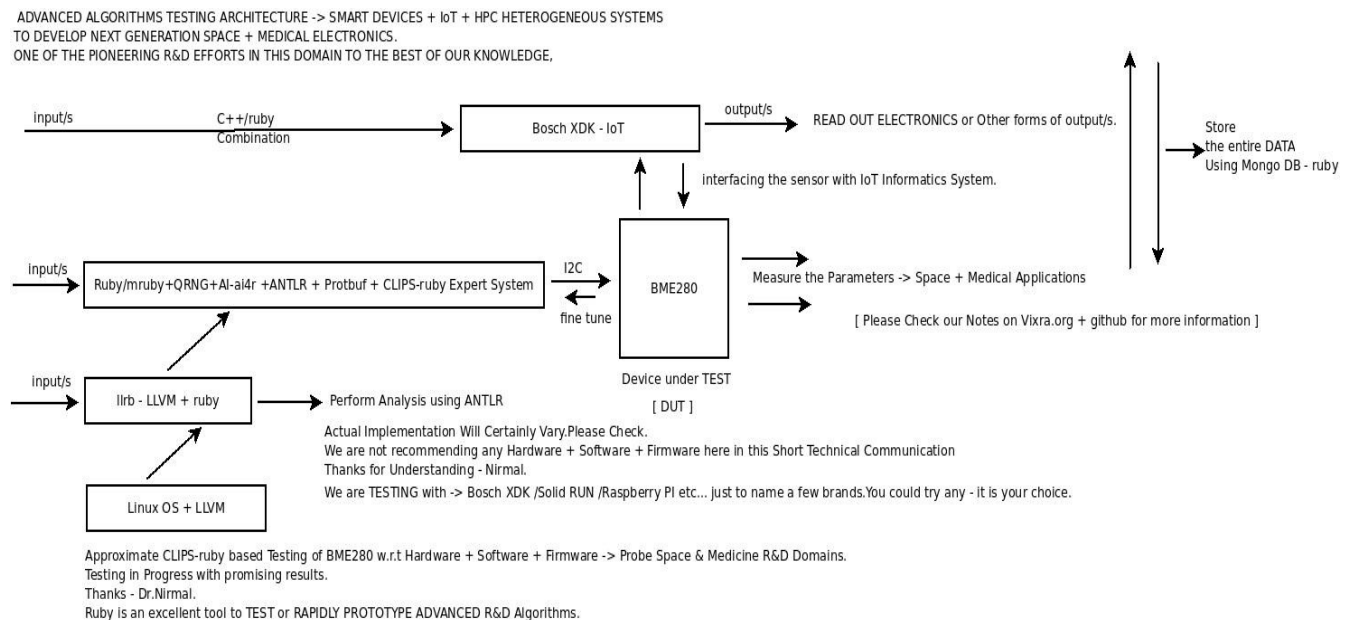 ADVANCED ALGORITHMS TESTING ARCHITECTURE -> SMART DEVICES + IoT + HPC HETEROGENEOUS SYSTEMS
TO DEVELOP NEXT GENERATION SPACE + MEDICAL ELECTRONICS.
ONE OF THE PIONEERING R&D EFFORTS IN THIS DOMAIN TO THE BEST OF OUR KNOWLEDGE,
input/s
C++/ruby
Combination
Bosch XDK - IoT
output/s
READ OUT ELECTRONICS or Other forms of output/s.
Store
the entire DATA
Using Mongo DB - ruby
interfacing the sensor with IoT Informatics System.
input/s
Ruby/mruby+QRNG+AI-ai4r +ANTLR + Protbuf + CLIPS-ruby Expert System
I2C
fine tune
BME280
Measure the Parameters -> Space + Medical Applications
[ Please Check our Notes on Vixra.org + github for more information ]
Device under TEST
[ DUT ]
input/s
llrb - LLVM + ruby
Perform Analysis using ANTLR
Actual Implementation Will Certainly Vary.Please Check.
We are not recommending any Hardware + Software + Firmware here in this Short Technical Communication
Thanks for Understanding - Nirmal.
We are TESTING with -> Bosch XDK /Solid RUN /Raspberry PI etc... just to name a few brands.You could try any - it is your choice.
Linux OS + LLVM
Approximate CLIPS-ruby based Testing of BME280 w.r.t Hardware + Software + Firmware -> Probe Space & Medicine R&D Domains.
Testing in Progress with promising results.
Thanks - Dr.Nirmal.
Ruby is an excellent tool to TEST or RAPIDLY PROTOTYPE ADVANCED R&D Algorithms.